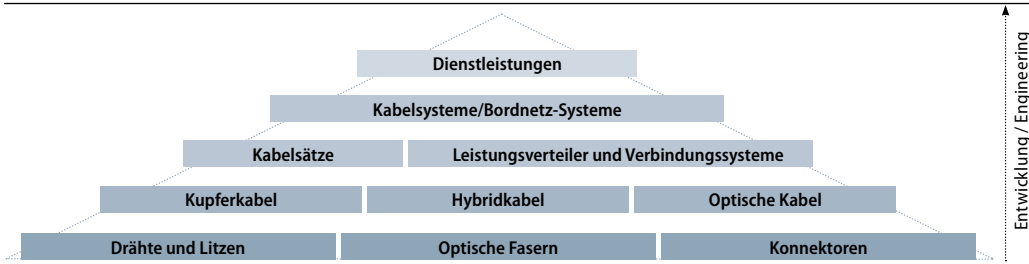 Dienstleistungen
Kabelsysteme/Bordnetz-Systeme
Kabelsätze
Leistungsverteiler und Verbindungssysteme
Kupferkabel
Hybridkabel
Optische Kabel
Drähte und Litzen
Optische Fasern
Konnektoren
Entwicklung / Engineering